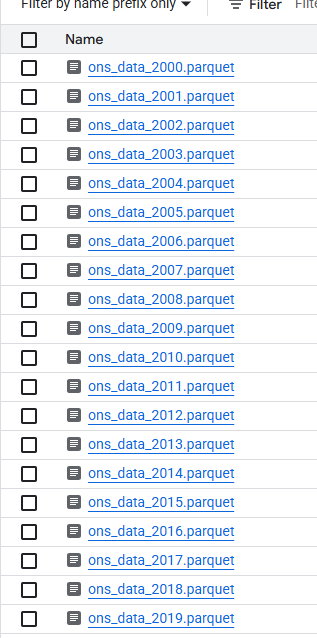 Filter by name prefix only Filter Filte
Name
ons_data_2000.parquet
ons_data_2001.parquet
ons_data_2002.parquet
ons_data_2003.parquet
ons_data_2004.parquet
ons_data_2005.parquet
ons_data_2006.parquet
ons_data_2007.parquet
ons_data_2008.parquet
ons_data_2009.parquet
ons_data_2010.parquet
ons_data_2011.parquet
ons_data_2012.parquet
ons_data_2013.parquet
ons_data_2014.parquet
ons_data_2015.parquet
ons_data_2016.parquet
ons_data_2017.parquet
ons_data_2018.parquet
ons_data_2019.parquet